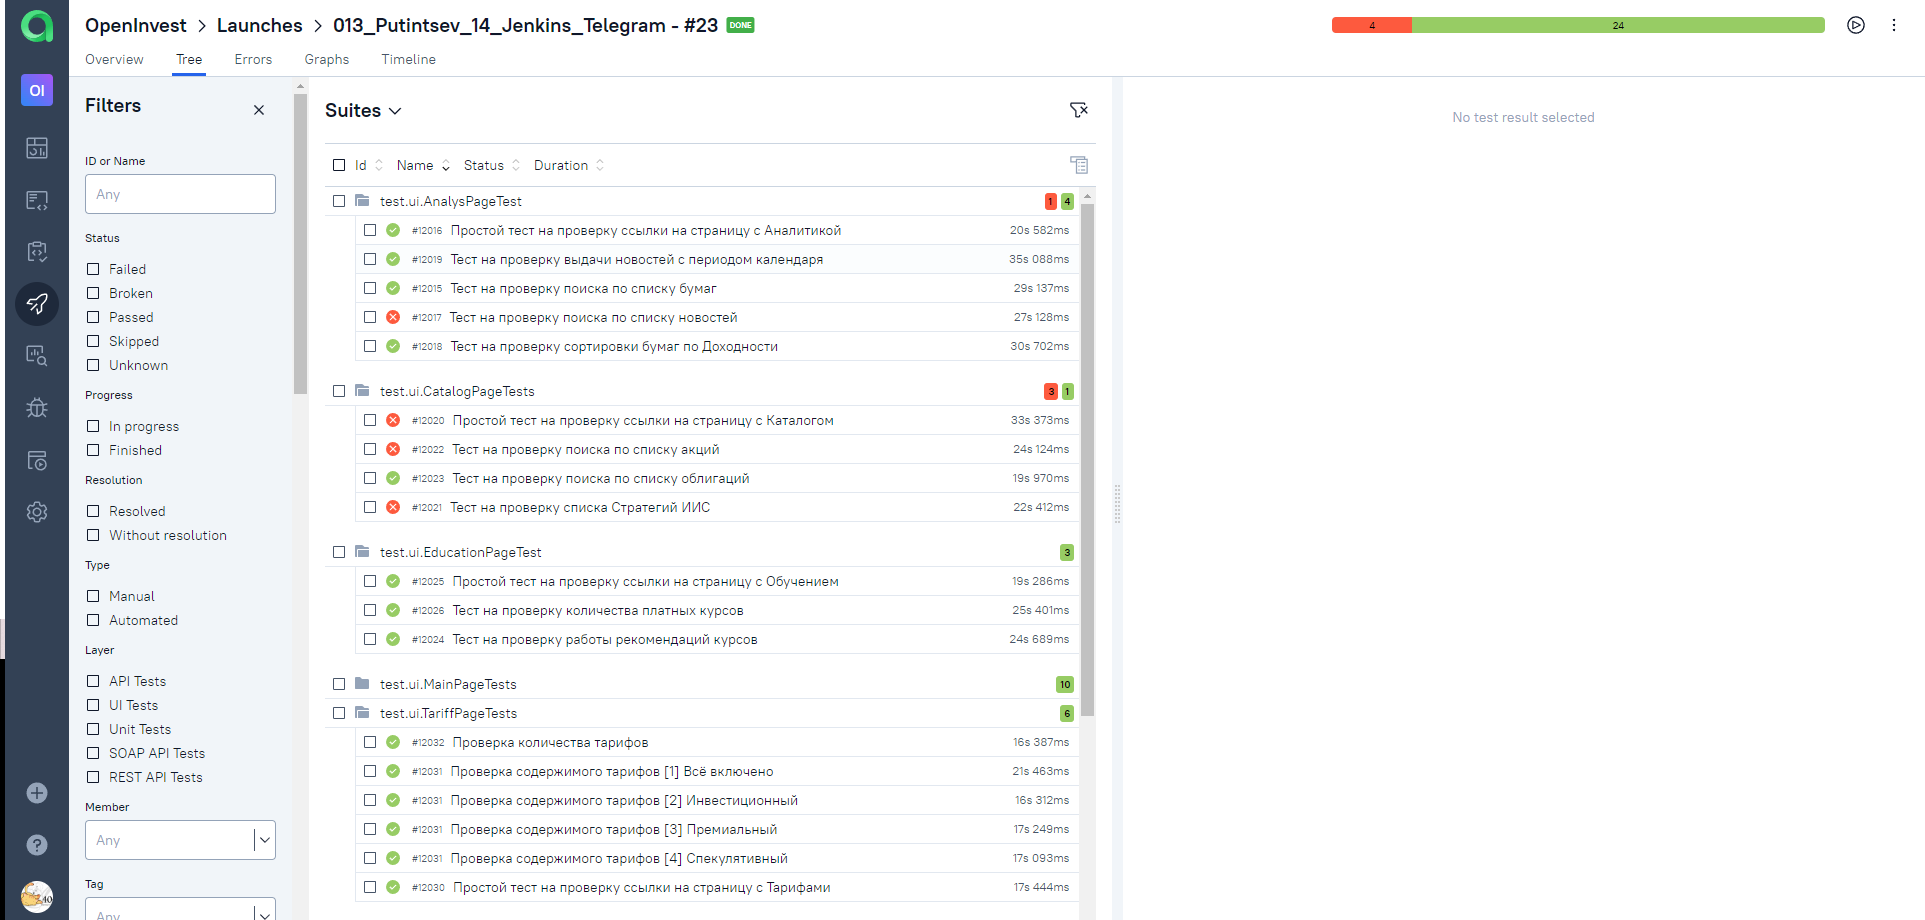 OpenInvest > Launches > 013_Putintsev_14_Jenkins_Telegram - #23 DONE
4 24
Overview Tree Errors Graphs Timeline
OI
Filters
ID or Name
Any
Status
Failed
Broken
Passed
Skipped
Unknown
Progress
In progress
Finished
Resolution
Resolved
Without resolution
Type
Manual
Automated
Layer
API Tests
UI Tests
Unit Tests
SOAP API Tests
REST API Tests
Member
Any
Tag
Any
Suites
Id Name Status Duration
test.ui.AnalysPageTest 1 4
#12016 Простой тест на проверку ссылки на страницу с Аналитикой 20s 582ms
#12019 Тест на проверку выдачи новостей с периодом календаря 35s 088ms
#12015 Тест на проверку поиска по списку бумаг 29s 137ms
#12017 Тест на проверку поиска по списку новостей 27s 128ms
#12018 Тест на проверку сортировки бумаг по Доходности 30s 702ms
test.ui.CatalogPageTests 3 1
#12020 Простой тест на проверку ссылки на страницу с Каталогом 33s 373ms
#12022 Тест на проверку поиска по списку акций 24s 124ms
#12023 Тест на проверку поиска по списку облигаций 19s 970ms
#12021 Тест на проверку списка Стратегий ИИС 22s 412ms
test.ui.EducationPageTest 3
#12025 Простой тест на проверку ссылки на страницу с Обучением 19s 286ms
#12026 Тест на проверку количества платных курсов 25s 401ms
#12024 Тест на проверку работы рекомендаций курсов 24s 689ms
test.ui.MainPageTests 10
test.ui.TariffPageTests 6
#12032 Проверка количества тарифов 16s 387ms
#12031 Проверка содержимого тарифов [1] Всё включено 21s 463ms
#12031 Проверка содержимого тарифов [2] Инвестиционный 16s 312ms
#12031 Проверка содержимого тарифов [3] Премиальный 17s 249ms
#12031 Проверка содержимого тарифов [4] Спекулятивный 17s 093ms
#12030 Простой тест на проверку ссылки на страницу с Тарифами 17s 444ms
No test result selected